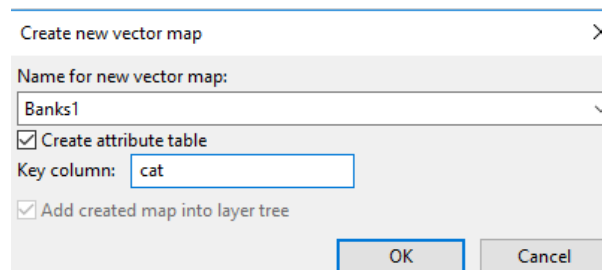 Create new vector map
Name for new vector map:
Banks1
Create attribute table
Key column: cat
Add created map into layer tree
OK Cancel